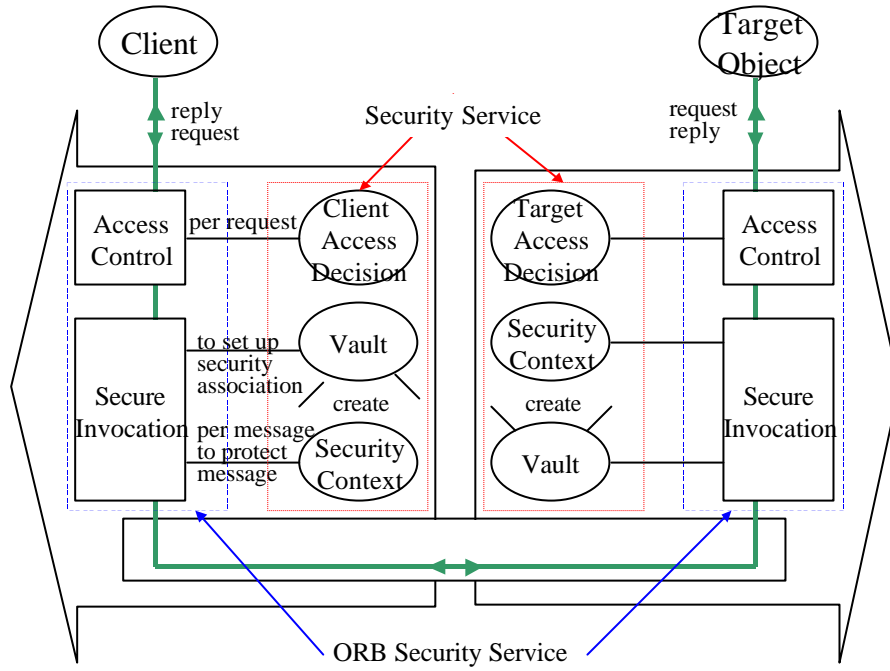 Client
Target
Object
reply
request
Security Service
request
reply
Access
Control
per request
Client
Access
Decision
Target
Access
Decision
Access
Control
to set up
security
association
Vault
Security
Context
create
create
Secure
Invocation
per message
to protect
message
Security
Context
Vault
Secure
Invocation
ORB Security Service